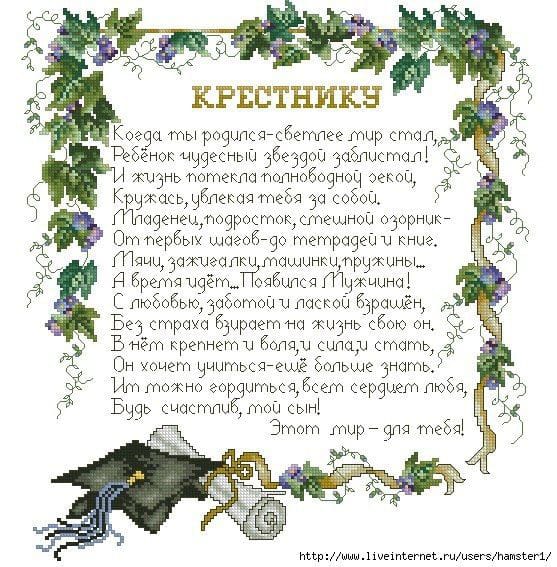 КРЕСТНИКУ
Когда ты родился-светлее мир стал,
Ребёнок чудесный звездой заблистал!
И жизнь потекла полноводной рекой,
Кружась, увлекая тебя за собой.
Младенец, подросток, смешной озорник-
От первых шагов-до тетрадей и книг.
Мячи, зажигалки, машинки, пружины...
А время идёт...Появился Мужчина!
С любовью, заботой и лаской взращён,
Без страха взирает на жизнь свою он.
В нём крепнет и воля,и сила,и стать,
Он хочет учиться-ещё больше знать.
Им можно гордиться, всем сердцем любя,
Будь счастлив, мой сын!
Этот мир – для тебя!
http://www.liveinternet.ru/users/hamster1/